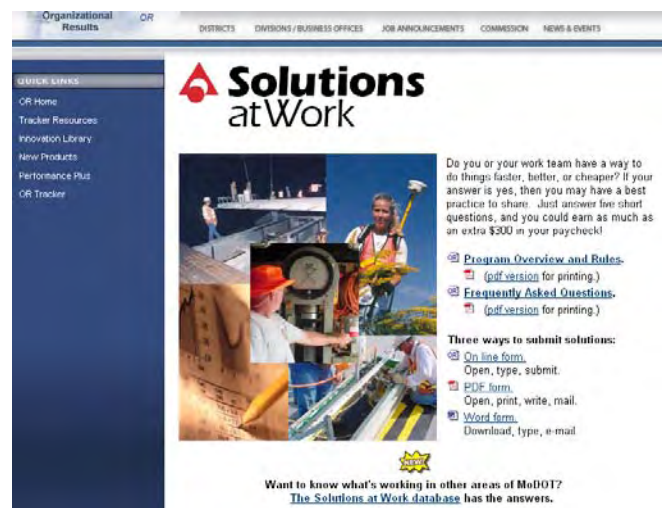 Organizational
Results
OR
DISTRICTS
DIVISIONS / BUSINESS OFFICES
JOB ANNOUNCEMENTS
COMMISSION
NEWS & EVENTS
QUICK LINKS
OR Home
Tracker Resources
Innovation Library
New Products
Performance Plus
OR Tracker
Solutions
at Work
Do you or your work team have a way to
do things faster, better, or cheaper? If your
answer is yes, then you may have a best
practice to share. Just answer five short
questions, and you could earn as much as
an extra $300 in your paycheck!
Program Overview and Rules.
(pdf version for printing.)
Frequently Asked Questions.
(pdf version for printing.)
Three ways to submit solutions:
On line form.
Open, type, submit.
PDF form.
Open, print, write, mail.
Word form.
Download, type, e-mail
NEW!
Want to know what's working in other areas of MoDOT?
The Solutions at Work database has the answers.